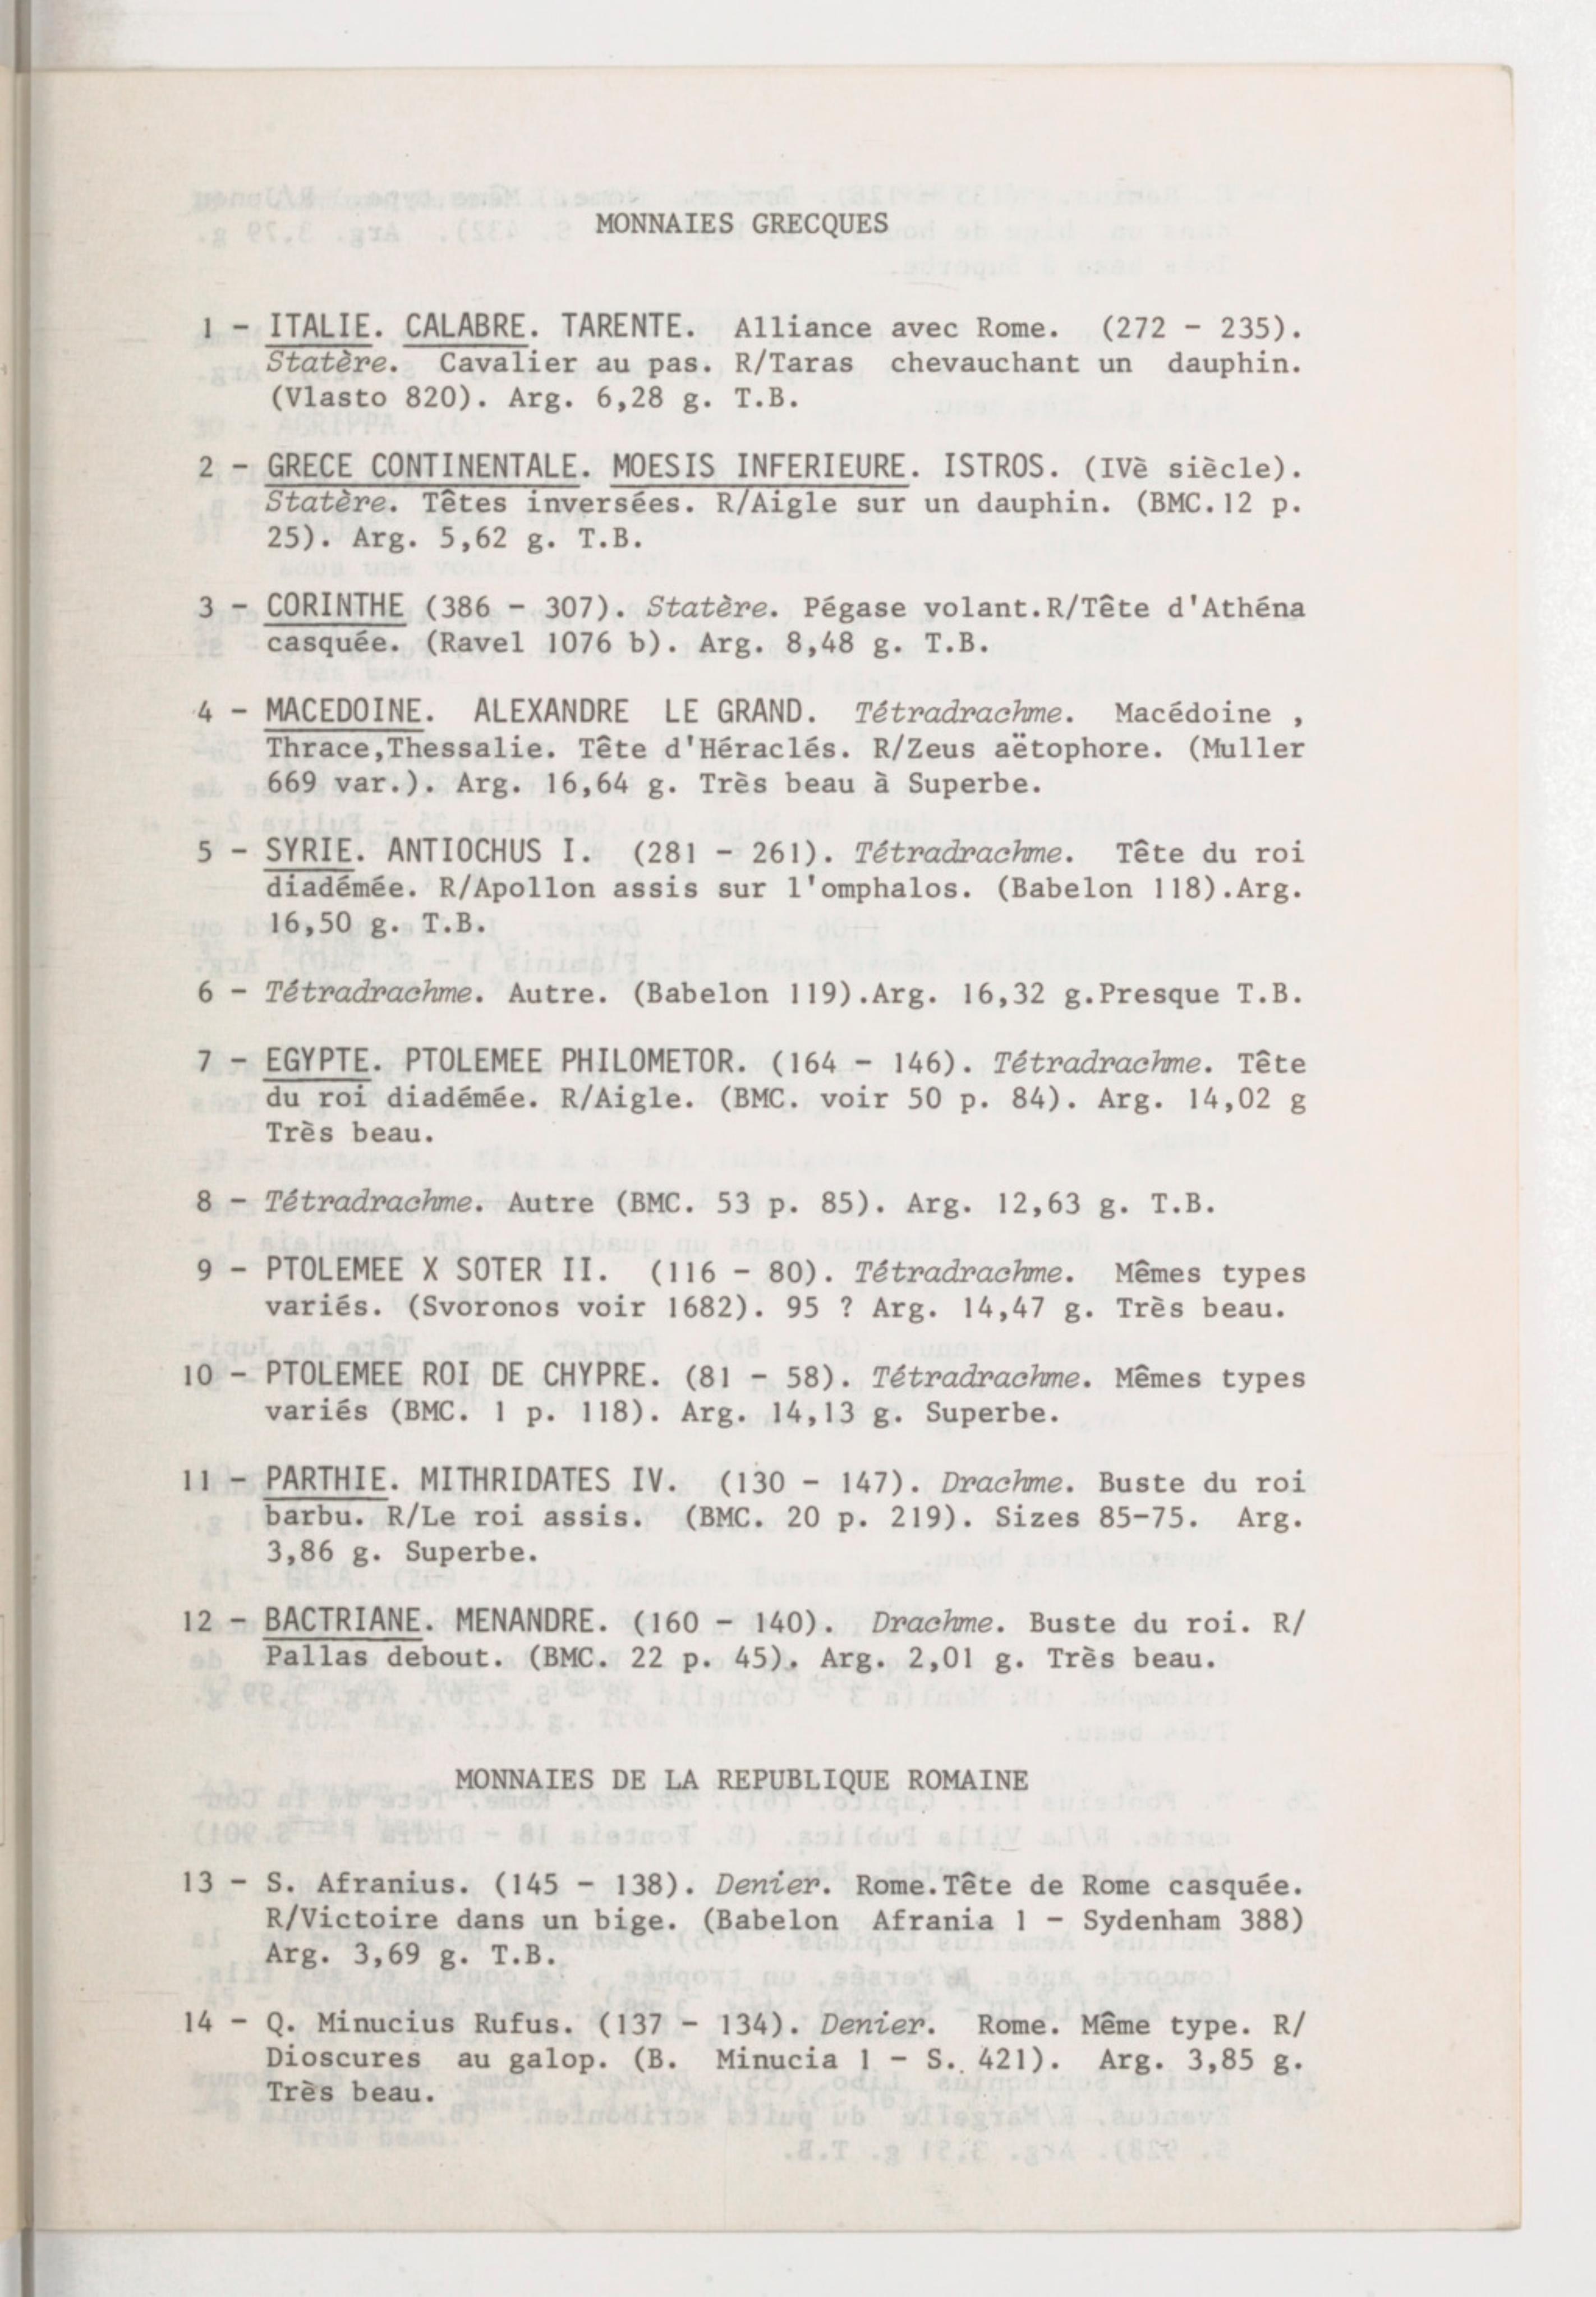 MONNAIES GRECQUES
1 - ITALIE. CALABRE. TARENTE. Alliance avec Rome. (272 - 235).
Statère. Cavalier au pas. R/Taras chevauchant un dauphin.
(Vlasto 820). Arg. 6,28 g. T.B.
2 - GRECE CONTINENTALE. MOESIS INFERIEURE. ISTROS. (IVè siècle).
Statère. Têtes inversées. R/Aigle sur un dauphin. (BMC.12 p.
25). Arg. 5,62 g. T.B.
3 - CORINTHE (386 - 307). Statère. Pégase volant.R/Tête d'Athéna
casquée. (Ravel 1076 b). Arg. 8,48 g. T.B.
4 - MACEDOINE. ALEXANDRE LE GRAND. Tétradrachme. Macédoine ,
Thrace,Thessalie. Tête d'Héraclés. R/Zeus aëtophore. (Muller
669 var.). Arg. 16,64 g. Très beau à Superbe.
5 - SYRIE. ANTIOCHUS I. (281 - 261). Tétradrachme. Tête du roi
diadémée. R/Apollon assis sur l'omphalos. (Babelon 118).Arg.
16,50 g. T.B.
6 - Tétradrachme. Autre. (Babelon 119).Arg. 16,32 g.Presque T.B.
7 - EGYPTE. PTOLEMEE PHILOMETOR. (164 - 146). Tétradrachme. Tête
du roi diadémée. R/Aigle. (BMC. voir 50 p. 84). Arg. 14,02 g
Très beau.
8 - Tétradrachme. Autre (BMC. 53 p. 85). Arg. 12,63 g. T.B.
9 - PTOLEMEE X SOTER II. (116 - 80). Tétradrachme. Mêmes types
variés. (Svoronos voir 1682). 95 ? Arg. 14,47 g. Très beau.
10 - PTOLEMEE ROI DE CHYPRE. (81 - 58). Tétradrachme. Mêmes types
variés (BMC. 1 p. 118). Arg. 14,13 g. Superbe.
11 - PARTHIE. MITHRIDATES IV. (130 - 147). Drachme. Buste du roi
barbu. R/Le roi assis. (BMC. 20 p. 219). Sizes 85-75. Arg.
3,86 g. Superbe.
12 - BACTRIANE. MENANDRE. (160 - 140). Drachme. Buste du roi. R/
Pallas debout. (BMC. 22 p. 45). Arg. 2,01 g. Très beau.
MONNAIES DE LA REPUBLIQUE ROMAINE
13 - S. Afranius. (145 - 138). Denier. Rome.Tête de Rome casquée.
R/Victoire dans un bige. (Babelon Afrania 1 - Sydenham 388)
Arg. 3,69 g. T.B.
14 - Q. Minucius Rufus. (137 - 134). Denier. Rome. Même type. R/
Dioscures au galop. (B. Minucia 1 - S. 421). Arg. 3,85 g.
Très beau.